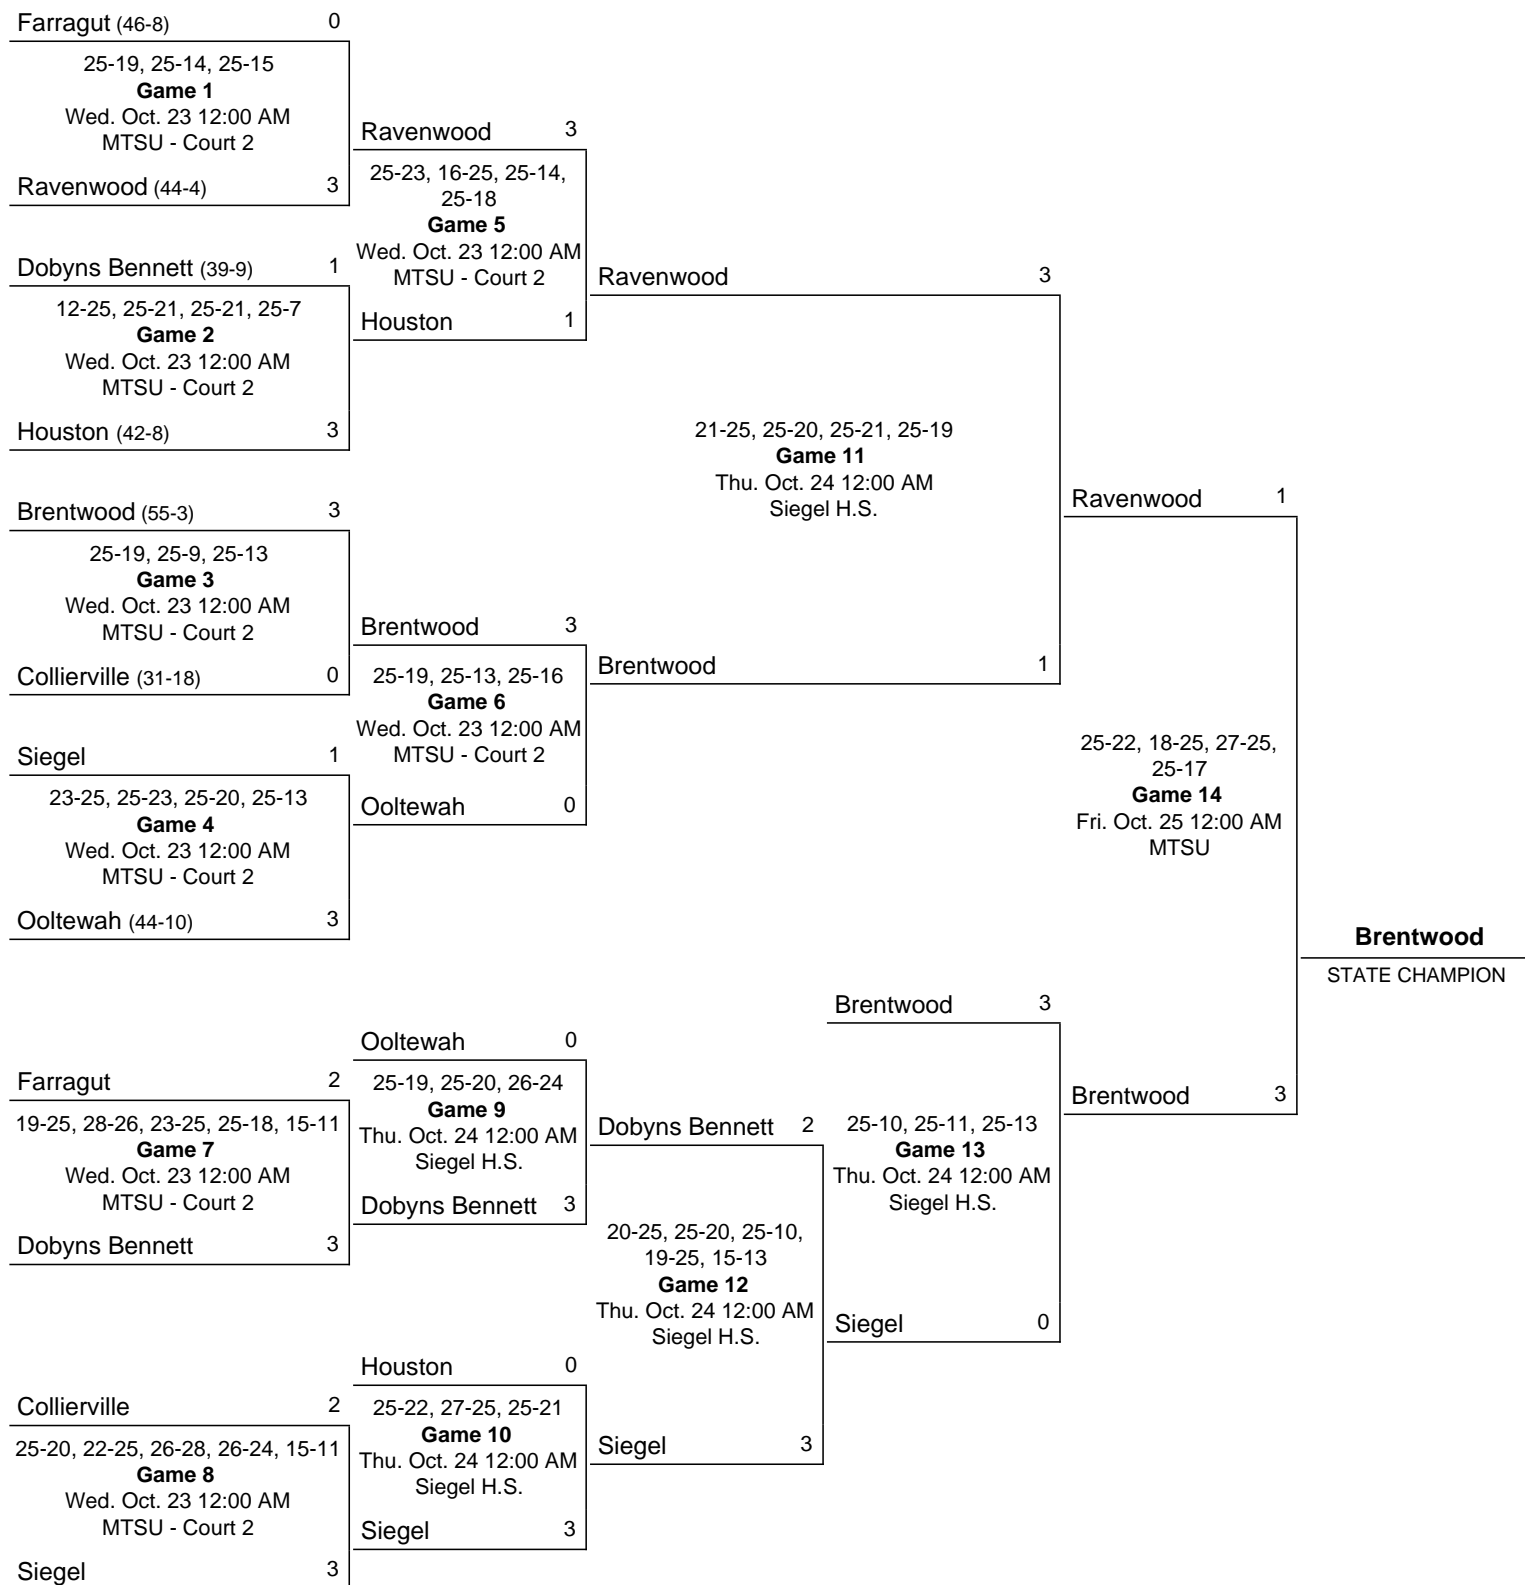 Farragut (46-8) 0
25-19, 25-14, 25-15
Game 1
Wed. Oct. 23 12:00 AM
MTSU - Court 2
Ravenwood (44-4) 3
Dobyns Bennett (39-9) 1
12-25, 25-21, 25-21, 25-7
Game 2
Wed. Oct. 23 12:00 AM
MTSU - Court 2
Houston (42-8) 3
Brentwood (55-3) 3
25-19, 25-9, 25-13
Game 3
Wed. Oct. 23 12:00 AM
MTSU - Court 2
Collierville (31-18) 0
Siegel 1
23-25, 25-23, 25-20, 25-13
Game 4
Wed. Oct. 23 12:00 AM
MTSU - Court 2
Ooltewah (44-10) 3
Ravenwood 3
25-23, 16-25, 25-14,
25-18
Game 5
Wed. Oct. 23 12:00 AM
MTSU - Court 2
Houston 1
Brentwood 3
25-19, 25-13, 25-16
Game 6
Wed. Oct. 23 12:00 AM
MTSU - Court 2
Ooltewah 0
Ravenwood 3
21-25, 25-20, 25-21, 25-19
Game 11
Thu. Oct. 24 12:00 AM
Siegel H.S.
Brentwood 1
Ravenwood 1
25-22, 18-25, 27-25,
25-17
Game 14
Fri. Oct. 25 12:00 AM
MTSU
Brentwood 3
Brentwood
STATE CHAMPION
Farragut 2
19-25, 28-26, 23-25, 25-18, 15-11
Game 7
Wed. Oct. 23 12:00 AM
MTSU - Court 2
Dobyns Bennett 3
Collierville 2
25-20, 22-25, 26-28, 26-24, 15-11
Game 8
Wed. Oct. 23 12:00 AM
MTSU - Court 2
Siegel 3
Ooltewah 0
25-19, 25-20, 26-24
Game 9
Thu. Oct. 24 12:00 AM
Siegel H.S.
Dobyns Bennett 3
Houston 0
25-22, 27-25, 25-21
Game 10
Thu. Oct. 24 12:00 AM
Siegel H.S.
Siegel 3
Dobyns Bennett 2
20-25, 25-20, 25-10,
19-25, 15-13
Game 12
Thu. Oct. 24 12:00 AM
Siegel H.S.
Siegel 3
Brentwood 3
25-10, 25-11, 25-13
Game 13
Thu. Oct. 24 12:00 AM
Siegel H.S.
Siegel 0